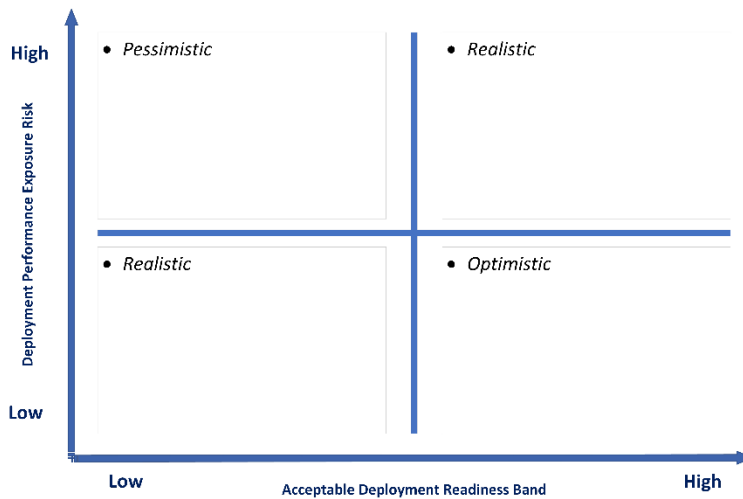 High
• Pessimistic
• Realistic
Deployment Performance Exposure Risk
• Realistic
• Optimistic
Low
Low
High
Acceptable Deployment Readiness Band